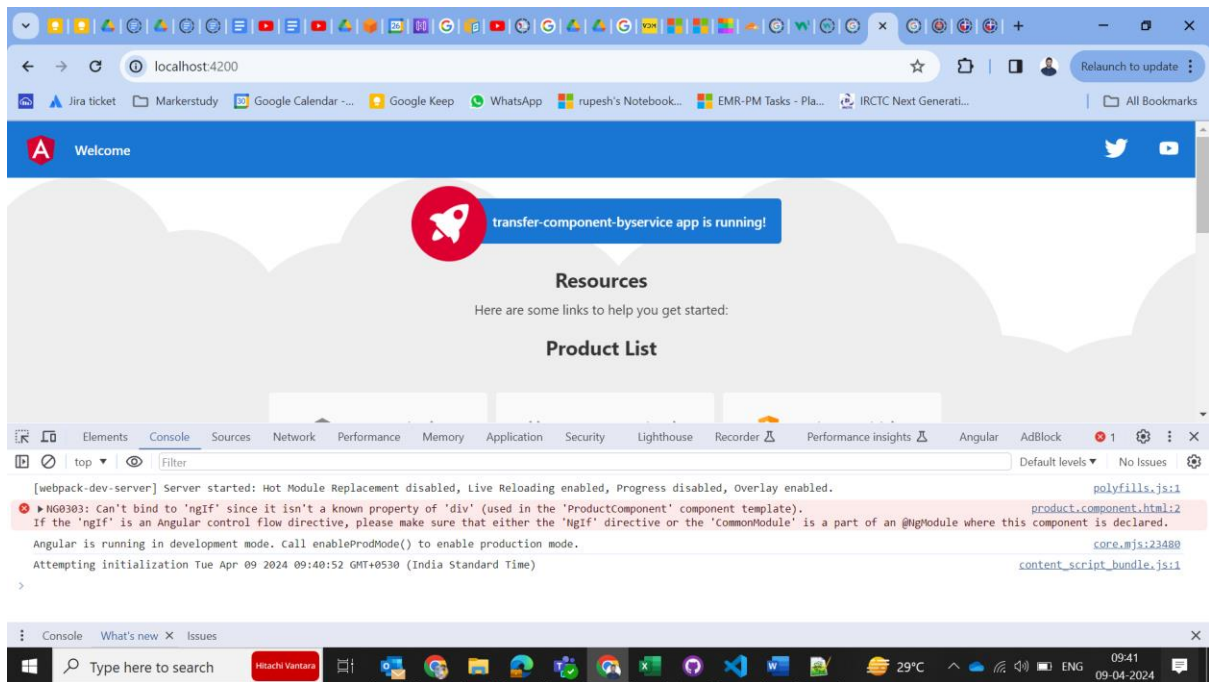 localhost:4200
Relaunch to update
Jira ticket Markerstudy Google Calendar -... Google Keep WhatsApp rupesh's Notebook... EMR-PM Tasks - Pla... IRCTC Next Generati... All Bookmarks
Welcome
transfer-component-byservice app is running!
Resources
Here are some links to help you get started:
Product List
Elements Console Sources Network Performance Memory Application Security Lighthouse Recorder Performance insights Angular AdBlock 1
top Filter Default levels No Issues
[webpack-dev-server] Server started: Hot Module Replacement disabled, Live Reloading enabled, Progress disabled, Overlay enabled. polyfills.js:1
NG0303: Can't bind to 'ngIf' since it isn't a known property of 'div' (used in the 'ProductComponent' component template). product.component.html:2
If the 'ngIf' is an Angular control flow directive, please make sure that either the 'NgIf' directive or the 'CommonModule' is a part of an @NgModule where this component is declared.
Angular is running in development mode. Call enableProdMode() to enable production mode. core.mjs:23480
Attempting initialization Tue Apr 09 2024 09:40:52 GMT+0530 (India Standard Time) content_script_bundle.js:1
Console What's new Issues
Type here to search Hitachi Vantara 29°C ENG 09:41
09-04-2024